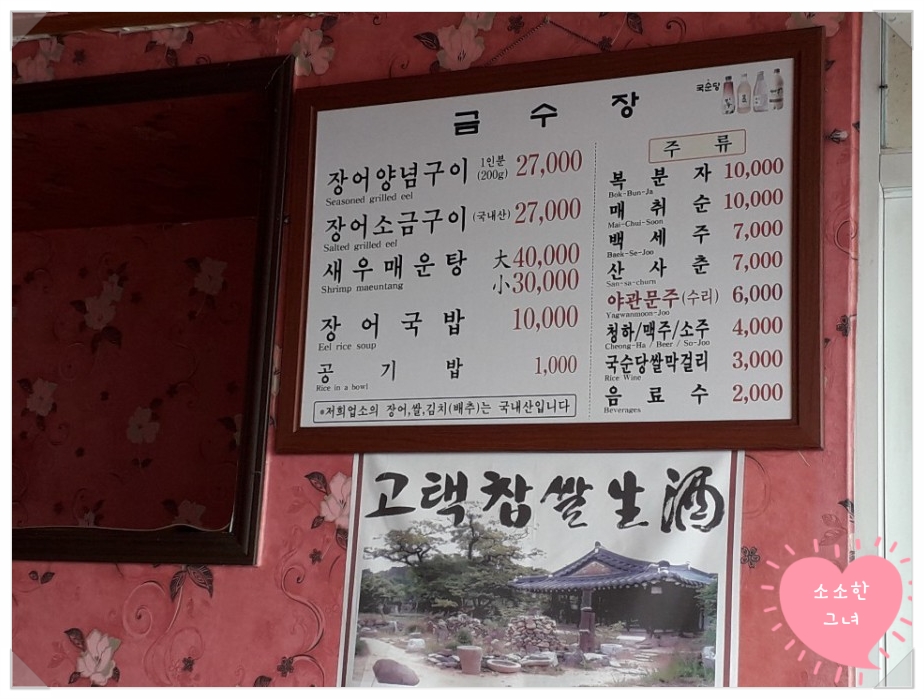 금수장
국순당
장어양념구이 1인분 (200g) 27,000
Seasoned grilled eel
장어소금구이 (국내산) 27,000
Salted grilled eel
새우매운탕 大 40,000
小 30,000
Shrimp maeuntang
장어국밥 10,000
Eel rice soup
공기밥 1,000
Rice in a bowl
※저희업소의 장어,쌀,김치(배추)는 국내산입니다
주류
복분자 10,000
Bok-Bun-Ja
매취순 10,000
Mai-Chui-Soon
백세주 7,000
Baek-Se-Joo
산사춘 7,000
San-sa-chun
야관문주(수리) 6,000
Yagwanmoon-Joo
청하/맥주/소주 4,000
Cheong-Ha / Beer / So-Joo
국순당쌀막걸리 3,000
Rice Wine
음료수 2,000
Beverages
고택찹쌀生酒
소소한
그녀